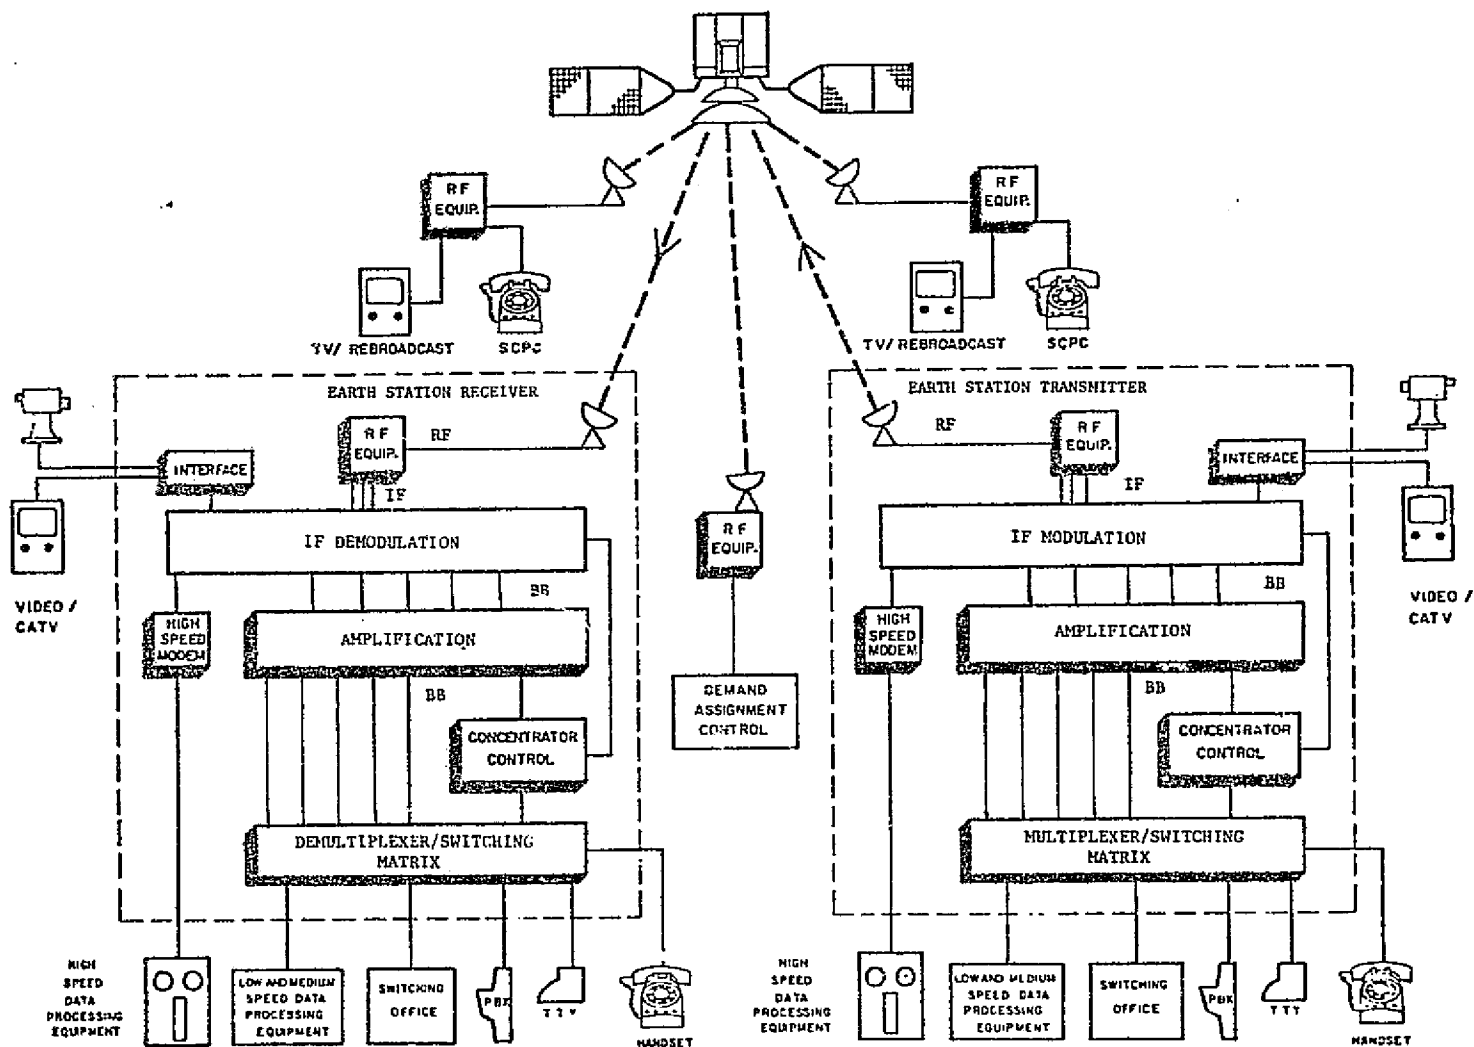 RF
EQUIP.
TV/ REBROADCAST
SCPC
RF
EQUIP.
TV/ REBROADCAST
SCPC
EARTH STATION RECEIVER
RF
EQUIP.
RF
INTERFACE
IF
IF DEMODULATION
BB
VIDEO /
CATV
HIGH
SPEED
MODEM
AMPLIFICATION
BB
CONCENTRATOR
CONTROL
DEMULTIPLEXER/SWITCHING
MATRIX
HIGH
SPEED
DATA
PROCESSING
EQUIPMENT
LOW AND MEDIUM
SPEED DATA
PROCESSING
EQUIPMENT
SWITCHING
OFFICE
PBX
HANDSET
RF
EQUIP.
DEMAND
ASSIGNMENT
CONTROL
EARTH STATION TRANSMITTER
RF
RF
EQUIP.
INTERFACE
IF
IF MODULATION
BB
VIDEO /
CATV
HIGH
SPEED
MODEM
AMPLIFICATION
BB
CONCENTRATOR
CONTROL
MULTIPLEXER/SWITCHING
MATRIX
HIGH
SPEED
DATA
PROCESSING
EQUIPMENT
LOW AND MEDIUM
SPEED DATA
PROCESSING
EQUIPMENT
SWITCHING
OFFICE
PBX
HANDSET